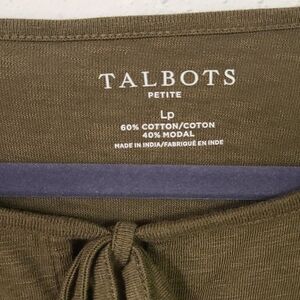 TALBOTS
PETITE
Lp
60% COTTON/COTON
40% MODAL
MADE IN INDIA/FABRIQUÉ EN INDE